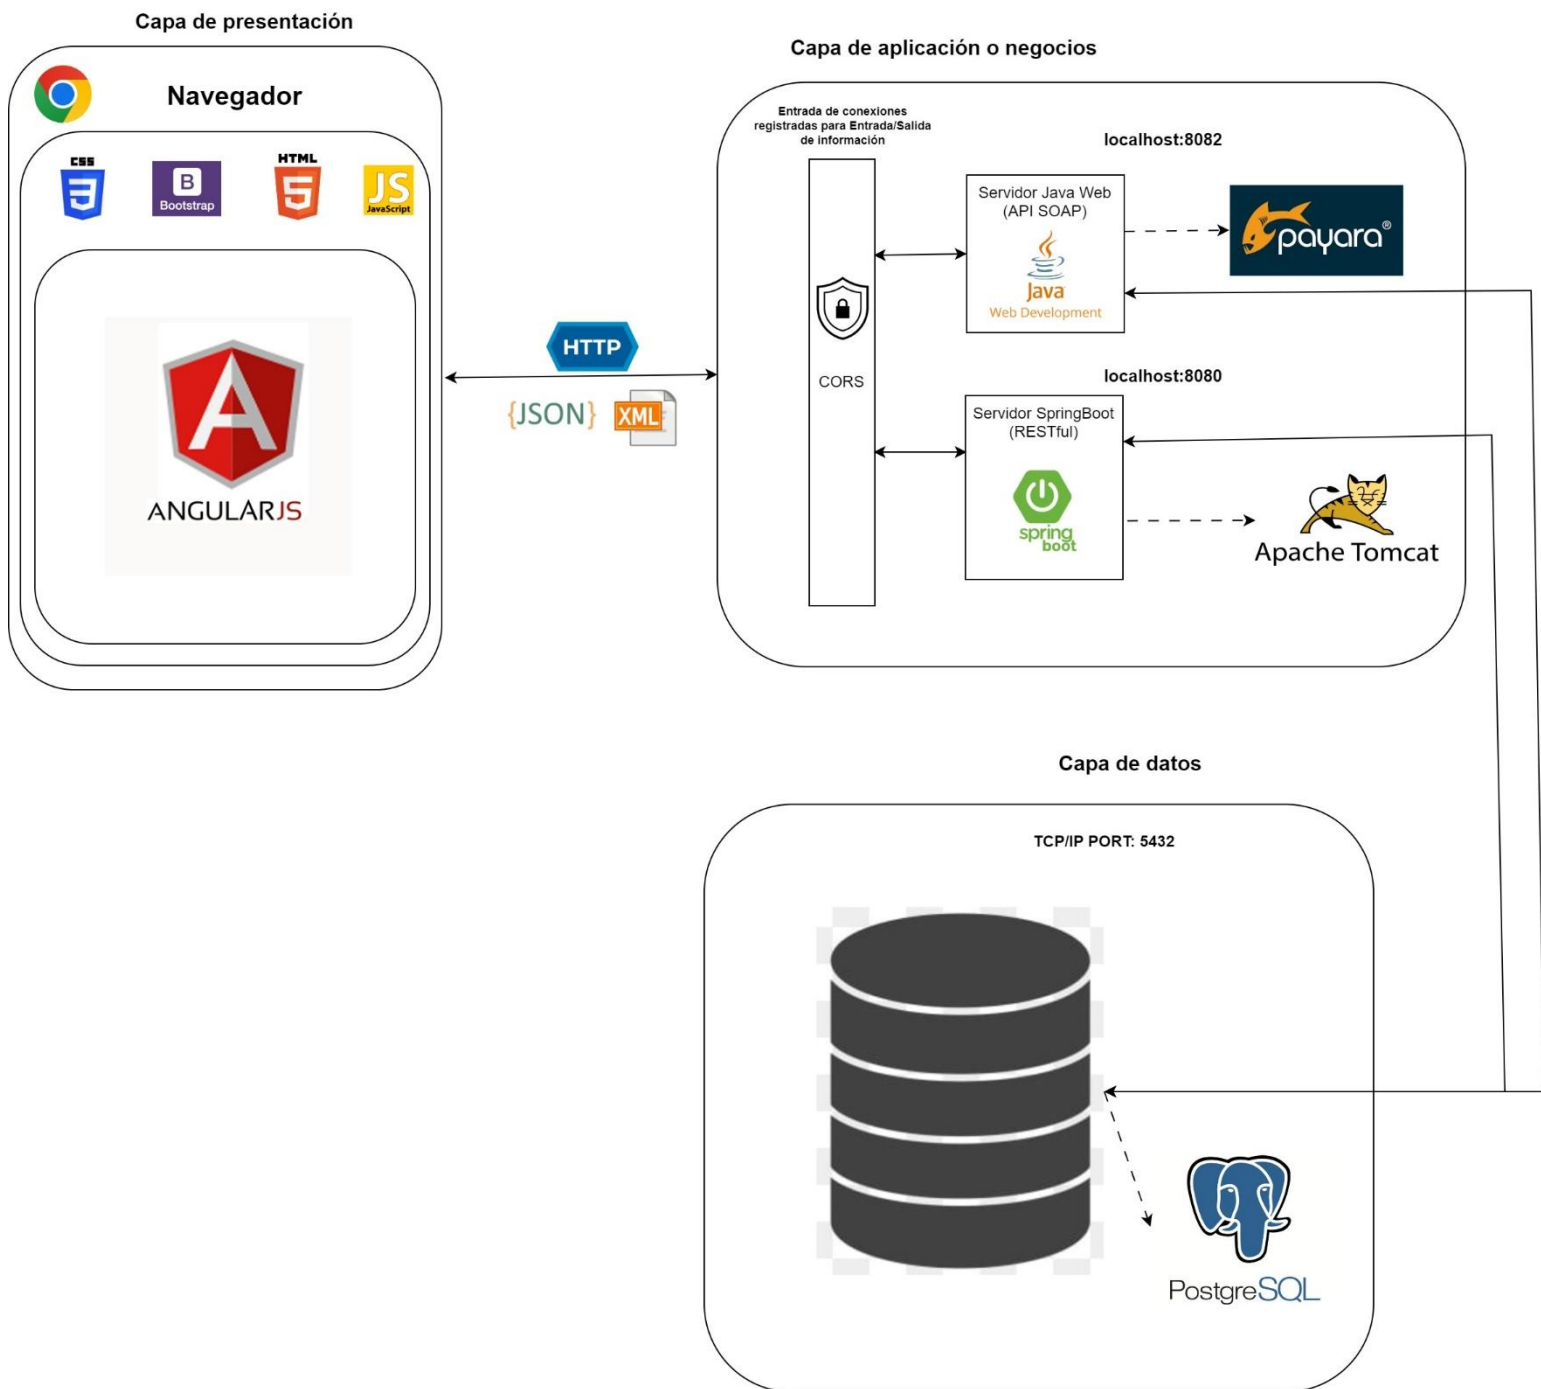 Capa de presentación
Navegador
CSS
3
B
Bootstrap
HTML
5
JS
JavaScript
A
ANGULARJS
HTTP
{JSON}
XML
Capa de aplicación o negocios
Entrada de conexiones
registradas para Entrada/Salida
de información
CORS
localhost:8082
Servidor Java Web
(API SOAP)
Java
Web Development
payara®
localhost:8080
Servidor SpringBoot
(RESTful)
spring
boot
Apache Tomcat
Capa de datos
TCP/IP PORT: 5432
PostgreSQL